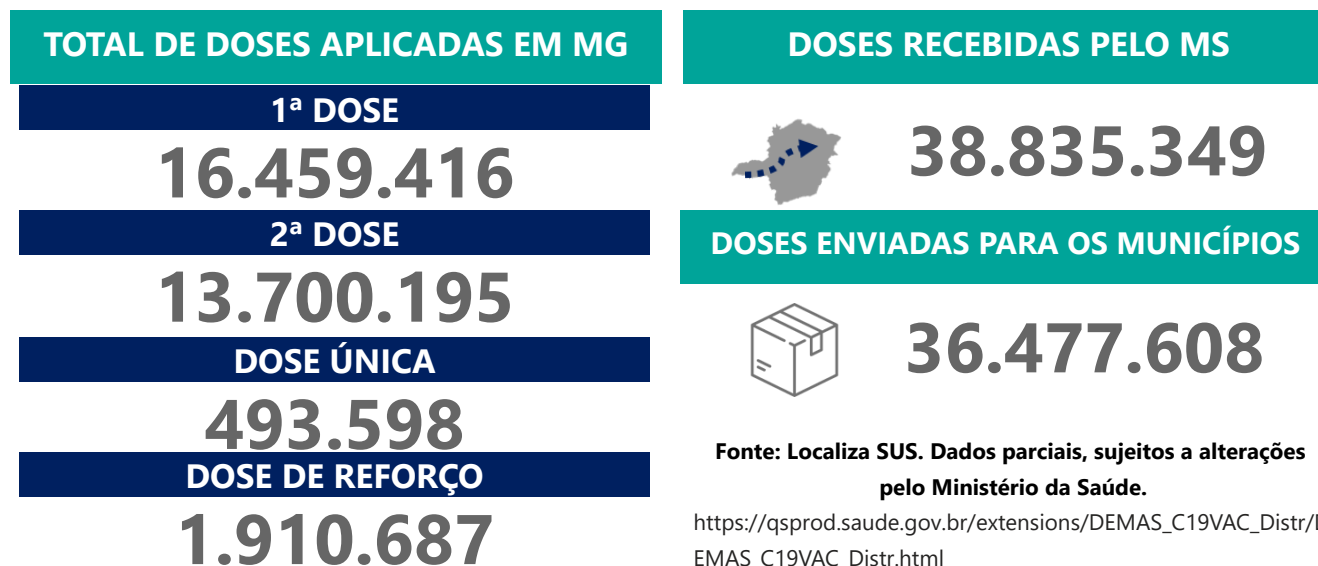 TOTAL DE DOSES APLICADAS EM MG
1ª DOSE
16.459.416
2ª DOSE
13.700.195
DOSE ÚNICA
493.598
DOSE DE REFORÇO
1.910.687
DOSES RECEBIDAS PELO MS
38.835.349
DOSES ENVIADAS PARA OS MUNICÍPIOS
36.477.608
Fonte: Localiza SUS. Dados parciais, sujeitos a alterações
pelo Ministério da Saúde.
https://qsprod.saude.gov.br/extensions/DEMAS_C19VAC_Distr/D
EMAS_C19VAC_Distr.html